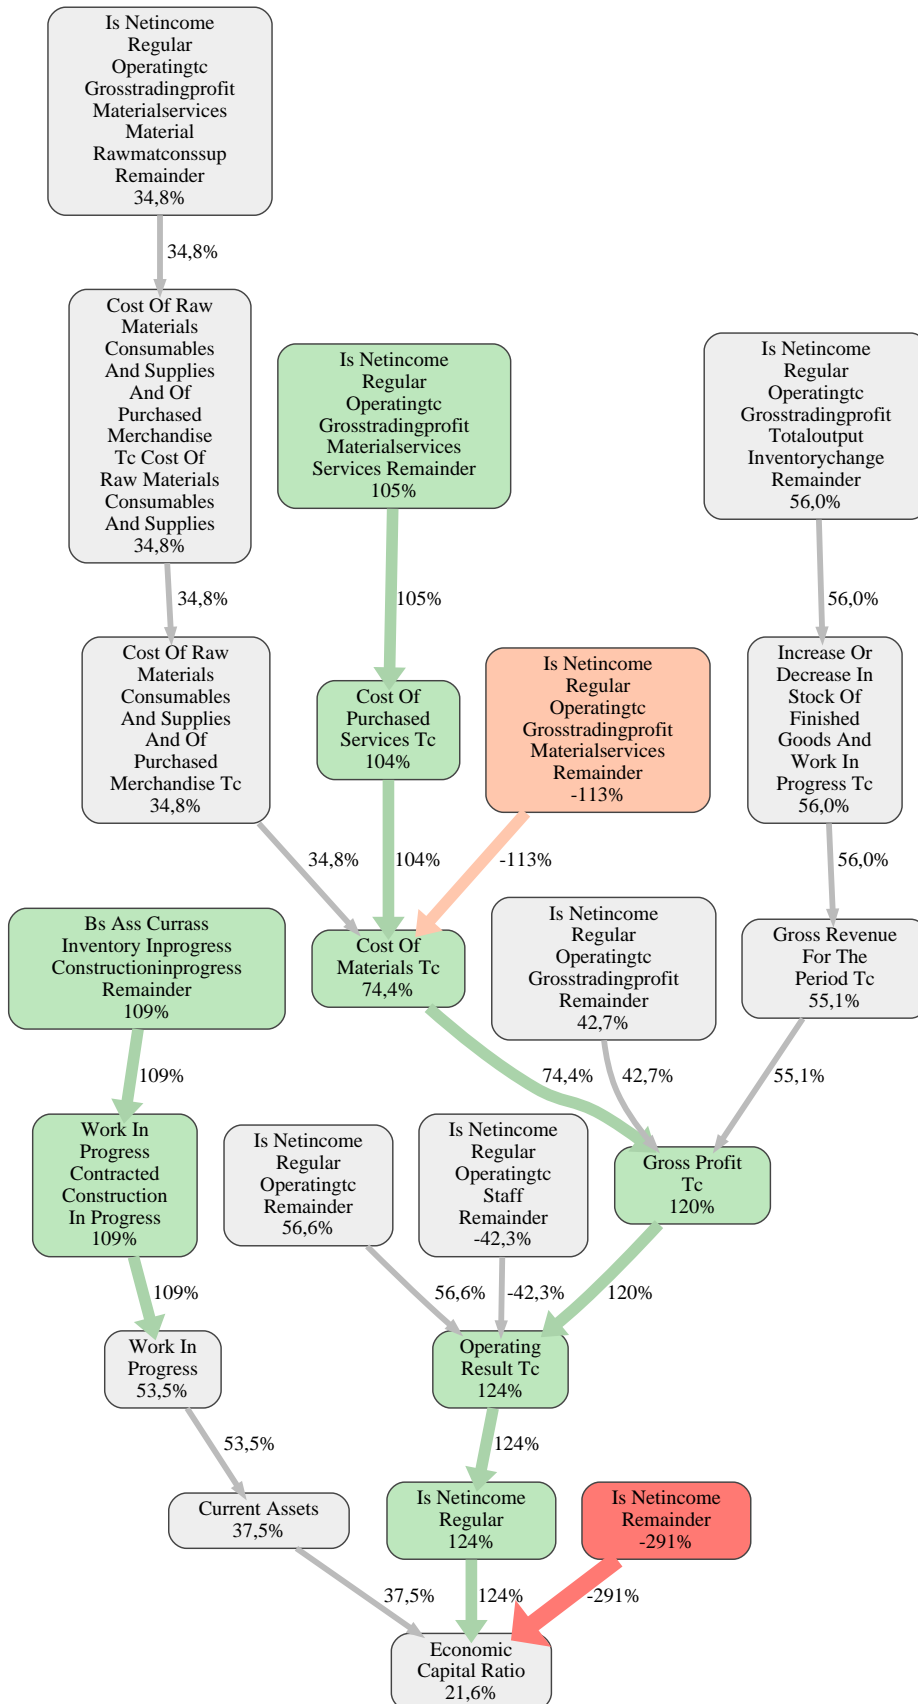 Is Netincome
Regular
Operatingtc
Grosstradingprofit
Materialservices
Material
Rawmatconssup
Remainder
34,8%
34,8%
Cost Of Raw
Materials
Consumables
And Supplies
And Of
Purchased
Merchandise
Tc Cost Of
Raw Materials
Consumables
And Supplies
34,8%
Is Netincome
Regular
Operatingtc
Grosstradingprofit
Materialservices
Services Remainder
105%
Is Netincome
Regular
Operatingtc
Grosstradingprofit
Totaloutput
Inventorychange
Remainder
56,0%
34,8%
105%
56,0%
Cost Of Raw
Materials
Consumables
And Supplies
And Of
Purchased
Merchandise Tc
34,8%
Cost Of
Purchased
Services Tc
104%
Is Netincome
Regular
Operatingtc
Grosstradingprofit
Materialservices
Remainder
-113%
Increase Or
Decrease In
Stock Of
Finished
Goods And
Work In
Progress Tc
56,0%
34,8%
104%
-113%
56,0%
Bs Ass Currass
Inventory Inprogress
Constructioninprogress
Remainder
109%
Cost Of
Materials Tc
74,4%
Is Netincome
Regular
Operatingtc
Grosstradingprofit
Remainder
42,7%
Gross Revenue
For The
Period Tc
55,1%
109%
74,4%
42,7%
55,1%
Work In
Progress
Contracted
Construction
In Progress
109%
Is Netincome
Regular
Operatingtc
Remainder
56,6%
Is Netincome
Regular
Operatingtc
Staff
Remainder
-42,3%
Gross Profit
Tc
120%
109%
56,6%
-42,3%
120%
Work In
Progress
53,5%
Operating
Result Tc
124%
53,5%
124%
Current Assets
37,5%
Is Netincome
Regular
124%
Is Netincome
Remainder
-291%
37,5%
124%
-291%
Economic
Capital Ratio
21,6%